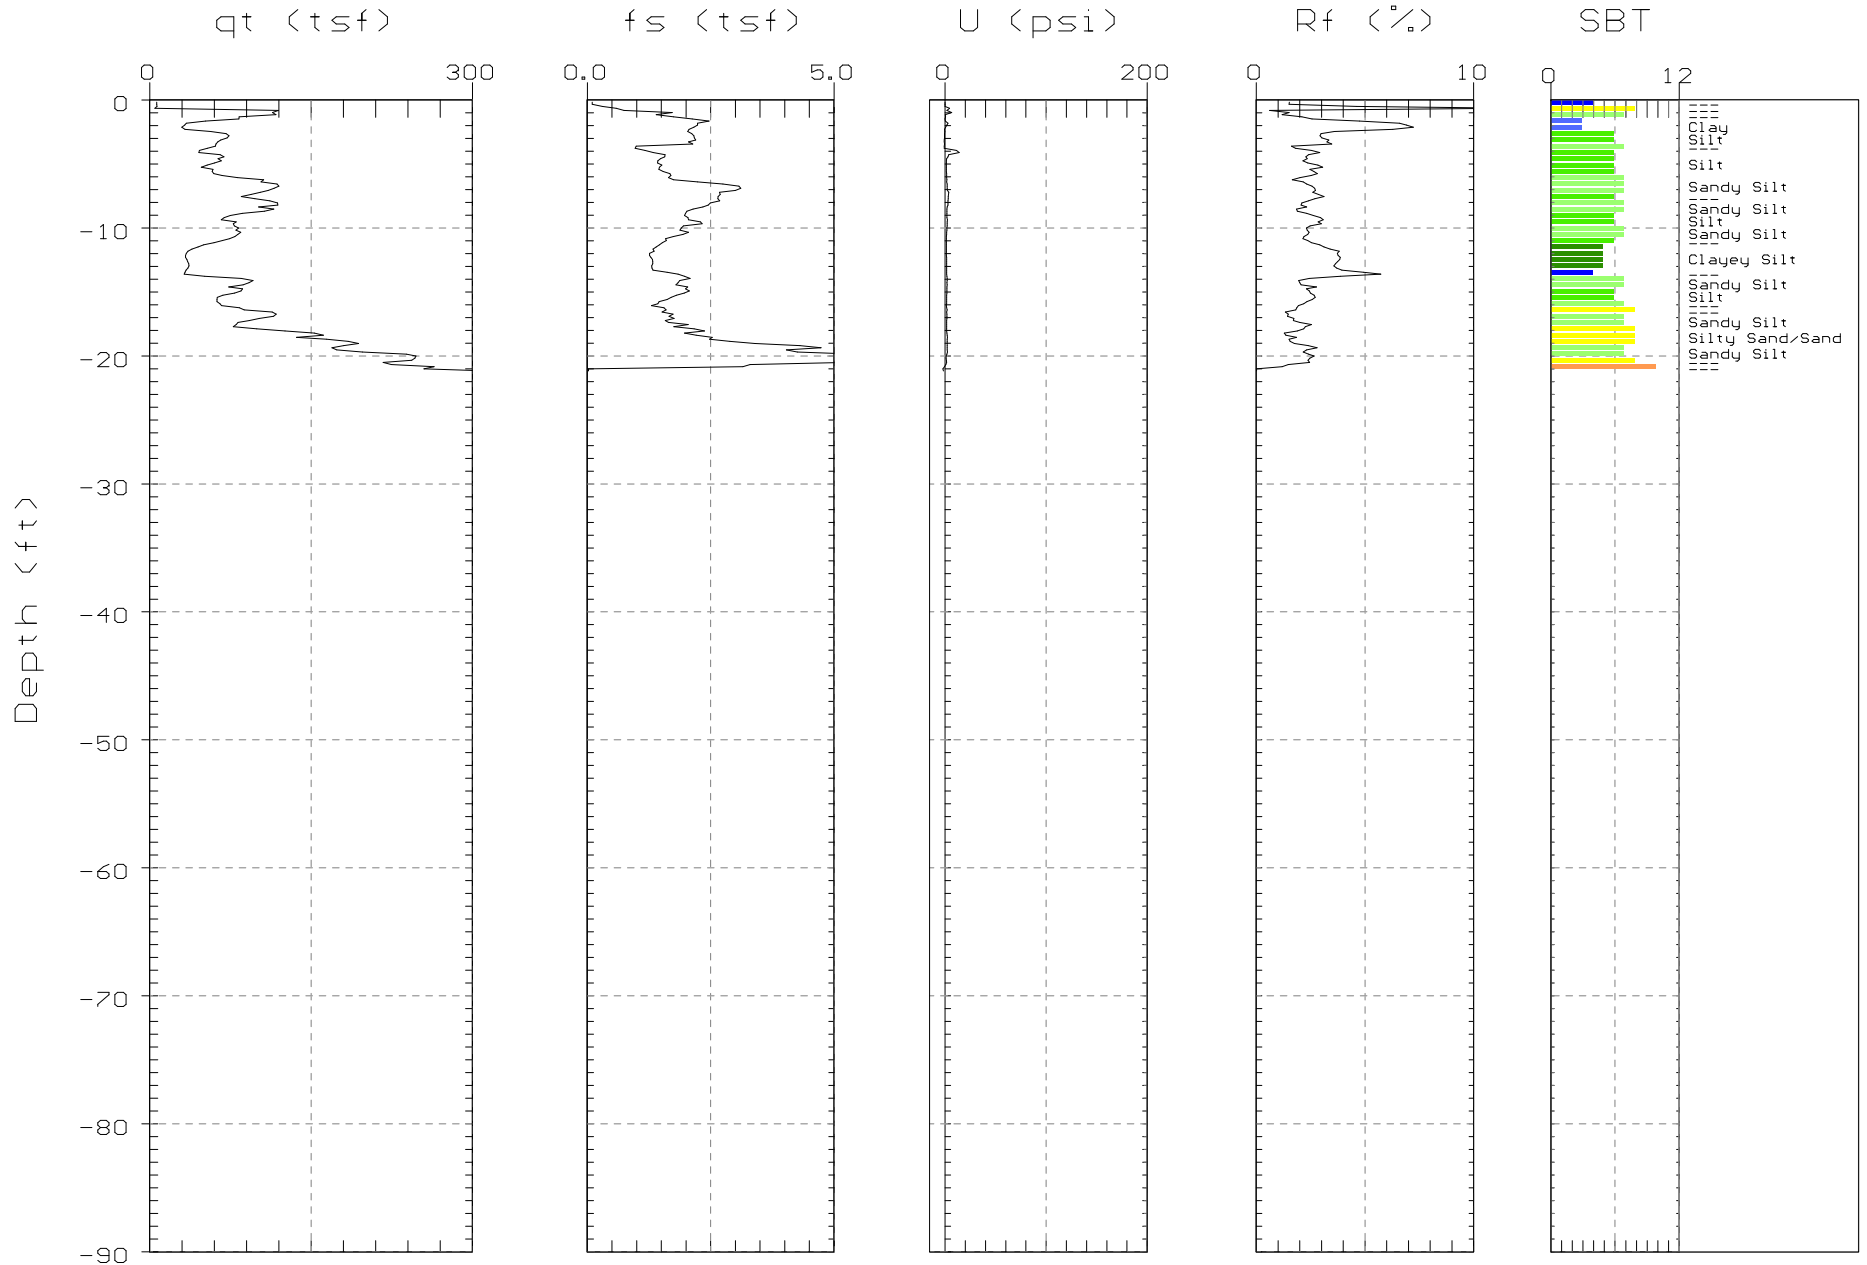 qt (tsf) fs (tsf) U (psi) Rf (%) SBT
0 300 0.0 5.0 0 200 0 10 0 12
0
---
---
Clay
Silt
---
Silt
Sandy Silt
---
Sandy Silt
Silt
-10
Sandy Silt
---
Clayey Silt
---
Sandy Silt
Silt
---
Sandy Silt
Silty Sand/Sand
Sandy Silt
-20
---
---
-30
-40
-50
-60
-70
-80
-90
Depth (ft)